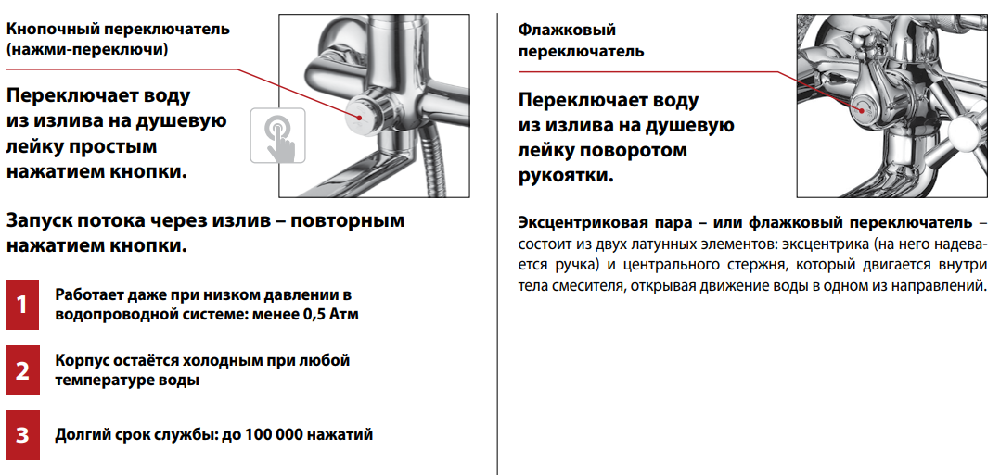 Кнопочный переключатель
(нажми-переключи)
Переключает воду
из излива на душевую
лейку простым
нажатием кнопки.
Запуск потока через излив – повторным
нажатием кнопки.
1
Работает даже при низком давлении в
водопроводной системе: менее 0,5 Атм
2
Корпус остаётся холодным при любой
температуре воды
3
Долгий срок службы: до 100 000 нажатий
Флажковый
переключатель
Переключает воду
из излива на душевую
лейку поворотом
рукоятки.
Эксцентриковая пара – или флажковый переключатель –
состоит из двух латунных элементов: эксцентрика (на него надева-
ется ручка) и центрального стержня, который двигается внутри
тела смесителя, открывая движение воды в одном из направлений.